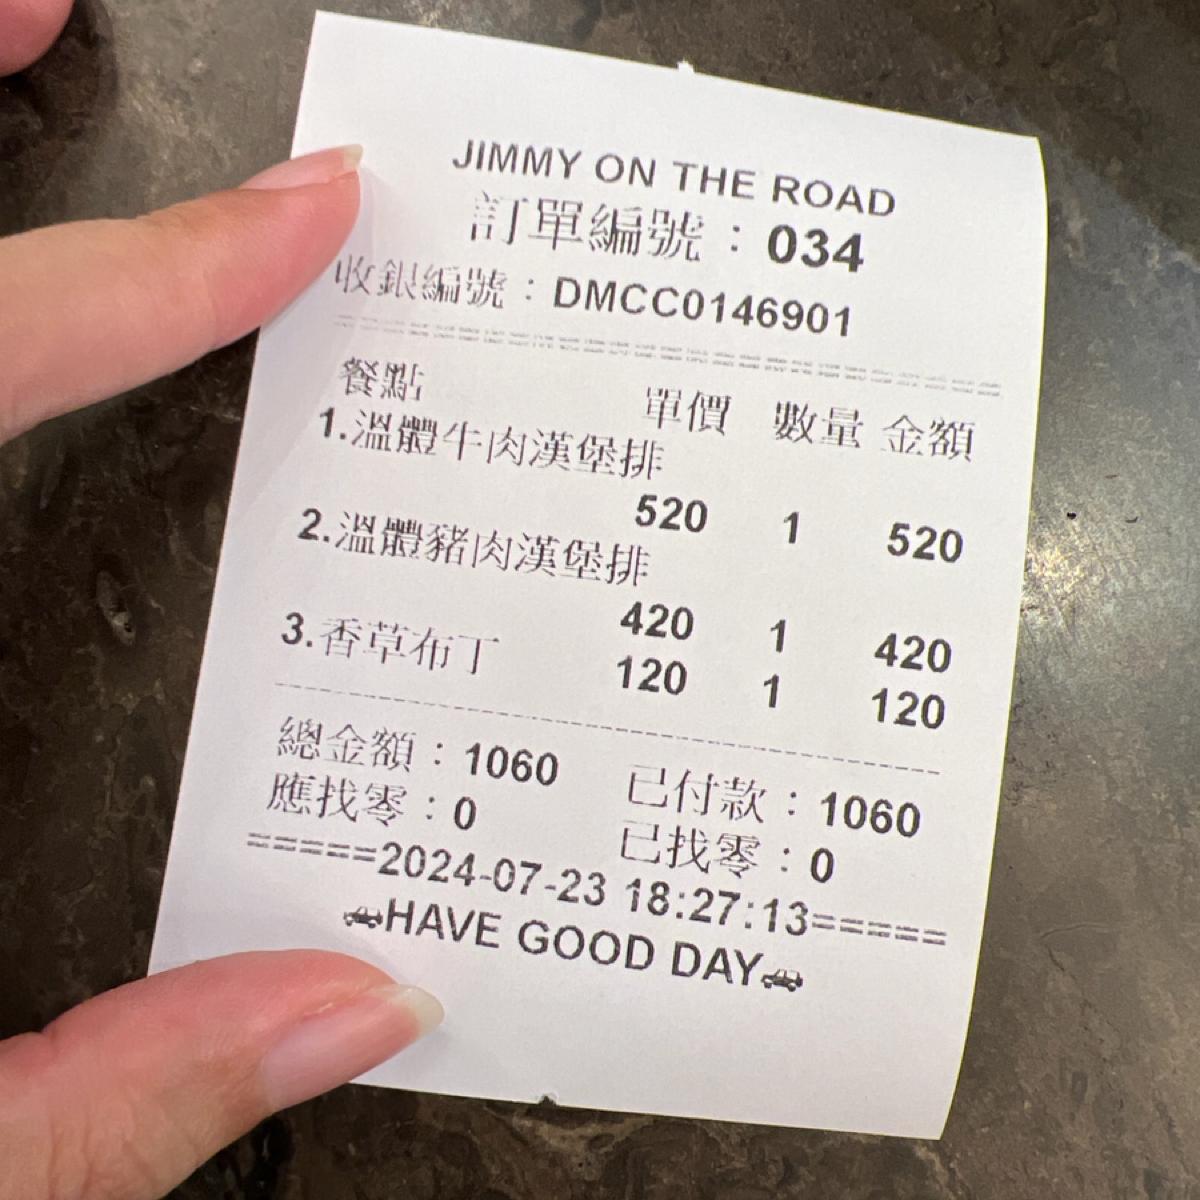 JIMMY ON THE ROAD
訂單編號：034
收銀編號：DMCC0146901
餐點 單價 數量 金額
1.溫體牛肉漢堡排
520 1 520
2.溫體豬肉漢堡排
420 1 420
3.香草布丁 120 1 120
總金額：1060 已付款：1060
應找零：0 已找零：0
=====2024-07-23 18:27:13=====
🚗HAVE GOOD DAY🚗